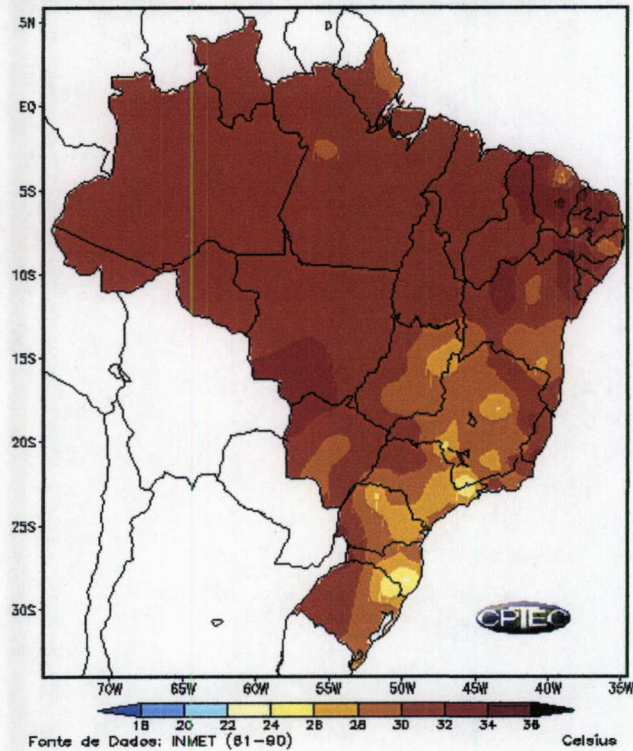 5N
EQ
5S
10S
15S
20S
25S
30S
70W 65W 60W 55W 50W 45W 40W 35W
CPTEC
18 20 22 24 26 28 30 32 34 36
Fonte de Dados: INMET (61-90) Celsius